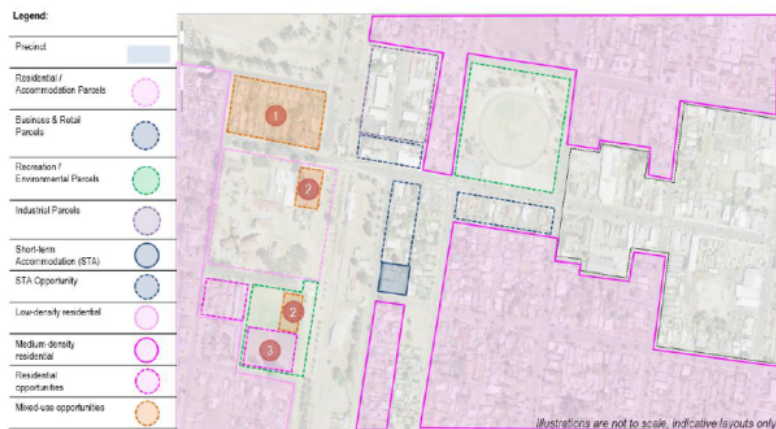 Legend:
Precinct
Residential /
Accommodation Parcels
Business & Retail
Parcels
Recreation /
Environmental Parcels
Industrial Parcels
Short-term
Accommodation (STA)
STA Opportunity
Low-density residential
Medium-density
residential
Residential
opportunities
Mixed-use opportunities
1
2
2
3
Illustrations are not to scale, indicative layouts only